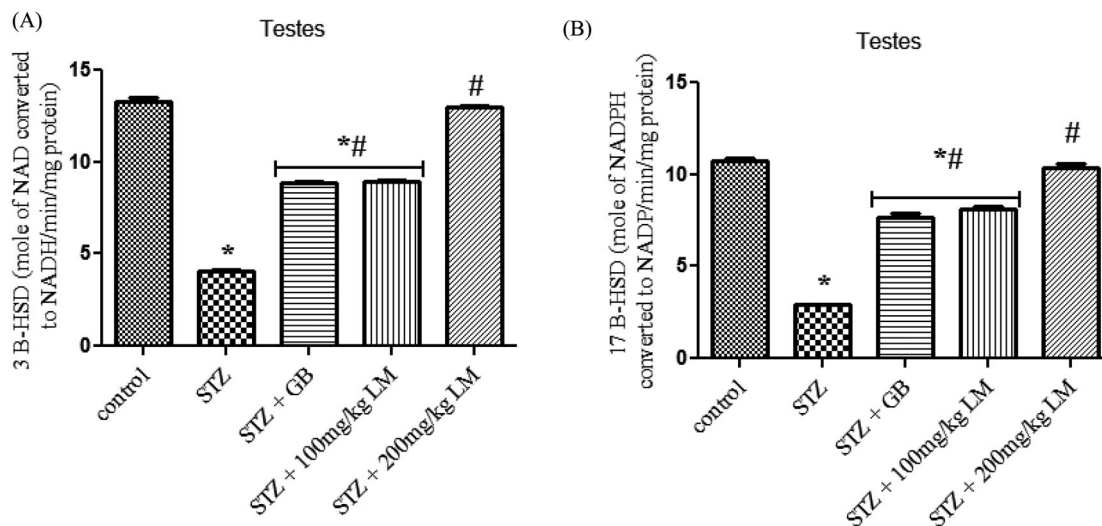 (A)
Testes
3 B-HSD (mole of NAD converted
to NADH/min/mg protein)
15
10
5
0
*
*#
#
control
STZ
STZ + GB
STZ + 100mg/kg LM
STZ + 200mg/kg LM
(B)
Testes
17 B-HSD (mole of NADPH
converted to NADP/min/mg protein)
15
10
5
0
*
*#
#
control
STZ
STZ + GB
STZ + 100mg/kg LM
STZ + 200mg/kg LM